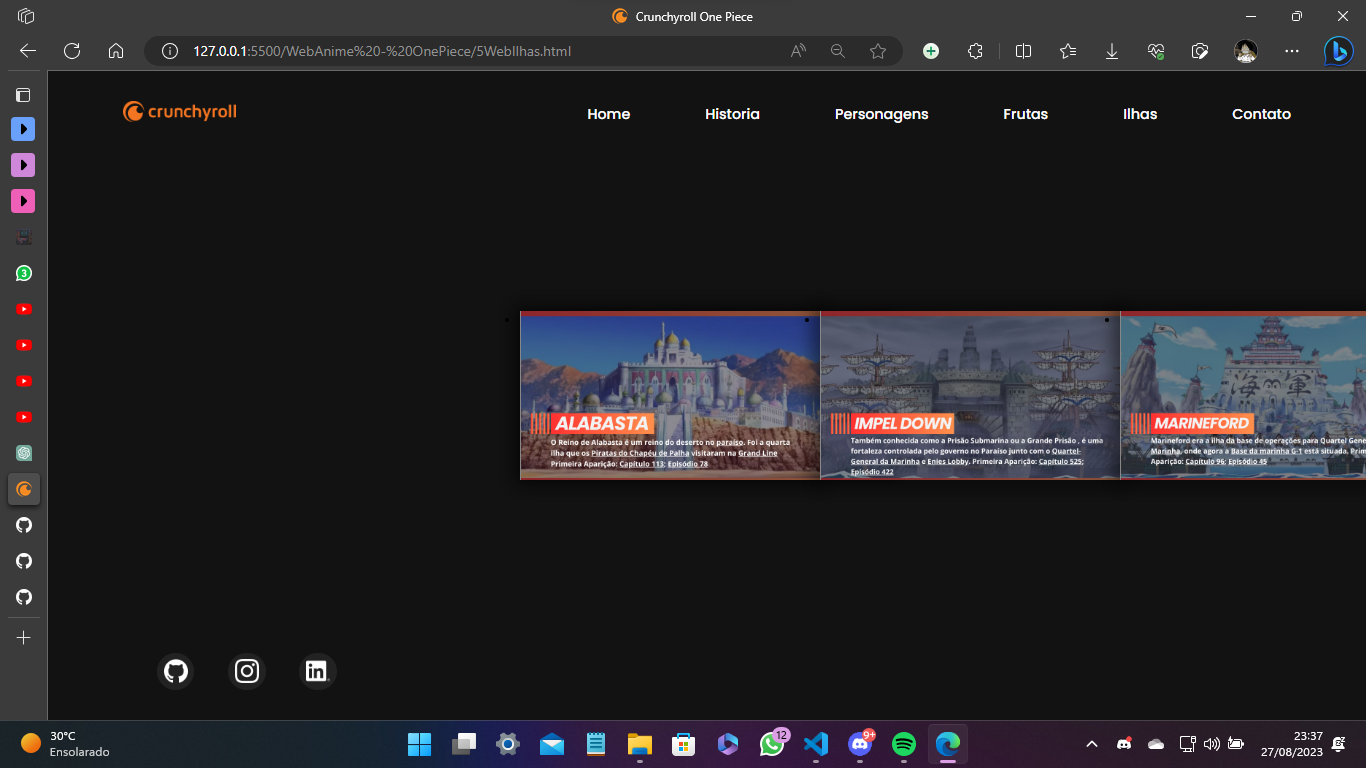 Crunchyroll One Piece
127.0.0.1:5500/WebAnime%20-%20OnePiece/5WebIlhas.html
crunchyroll
Home Historia Personagens Frutas Ilhas Contato
3
ALABASTA
O Reino de Alabasta é um reino do deserto no paraíso. Foi a quarta
ilha que os Piratas do Chapéu de Palha visitaram na Grand Line
Primeira Aparição: Capítulo 113; Episódio 78
IMPEL DOWN
Também conhecida como a Prisão Submarina ou a Grande Prisão , é uma
fortaleza controlada pelo governo no Paraíso junto com o Quartel-
General da Marinha e Enies Lobby. Primeira Aparição: Capítulo 525;
Episódio 422
MARINEFORD
海軍
Marineford era a ilha da base de operações para Quartel Gene
Marinha, onde agora a Base da marinha G-1 está situada. Prim
Aparição: Capítulo 96; Episódio 45
in
30°C
Ensolarado
12
9+
23:37
27/08/2023